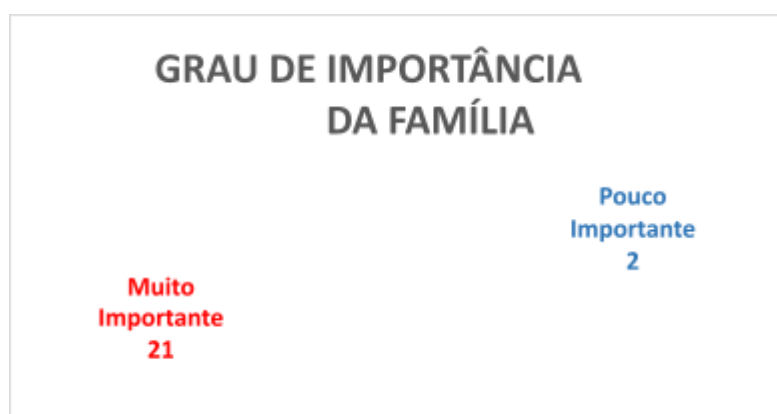 GRAU DE IMPORTÂNCIA
DA FAMÍLIA
Pouco
Importante
2
Muito
Importante
21